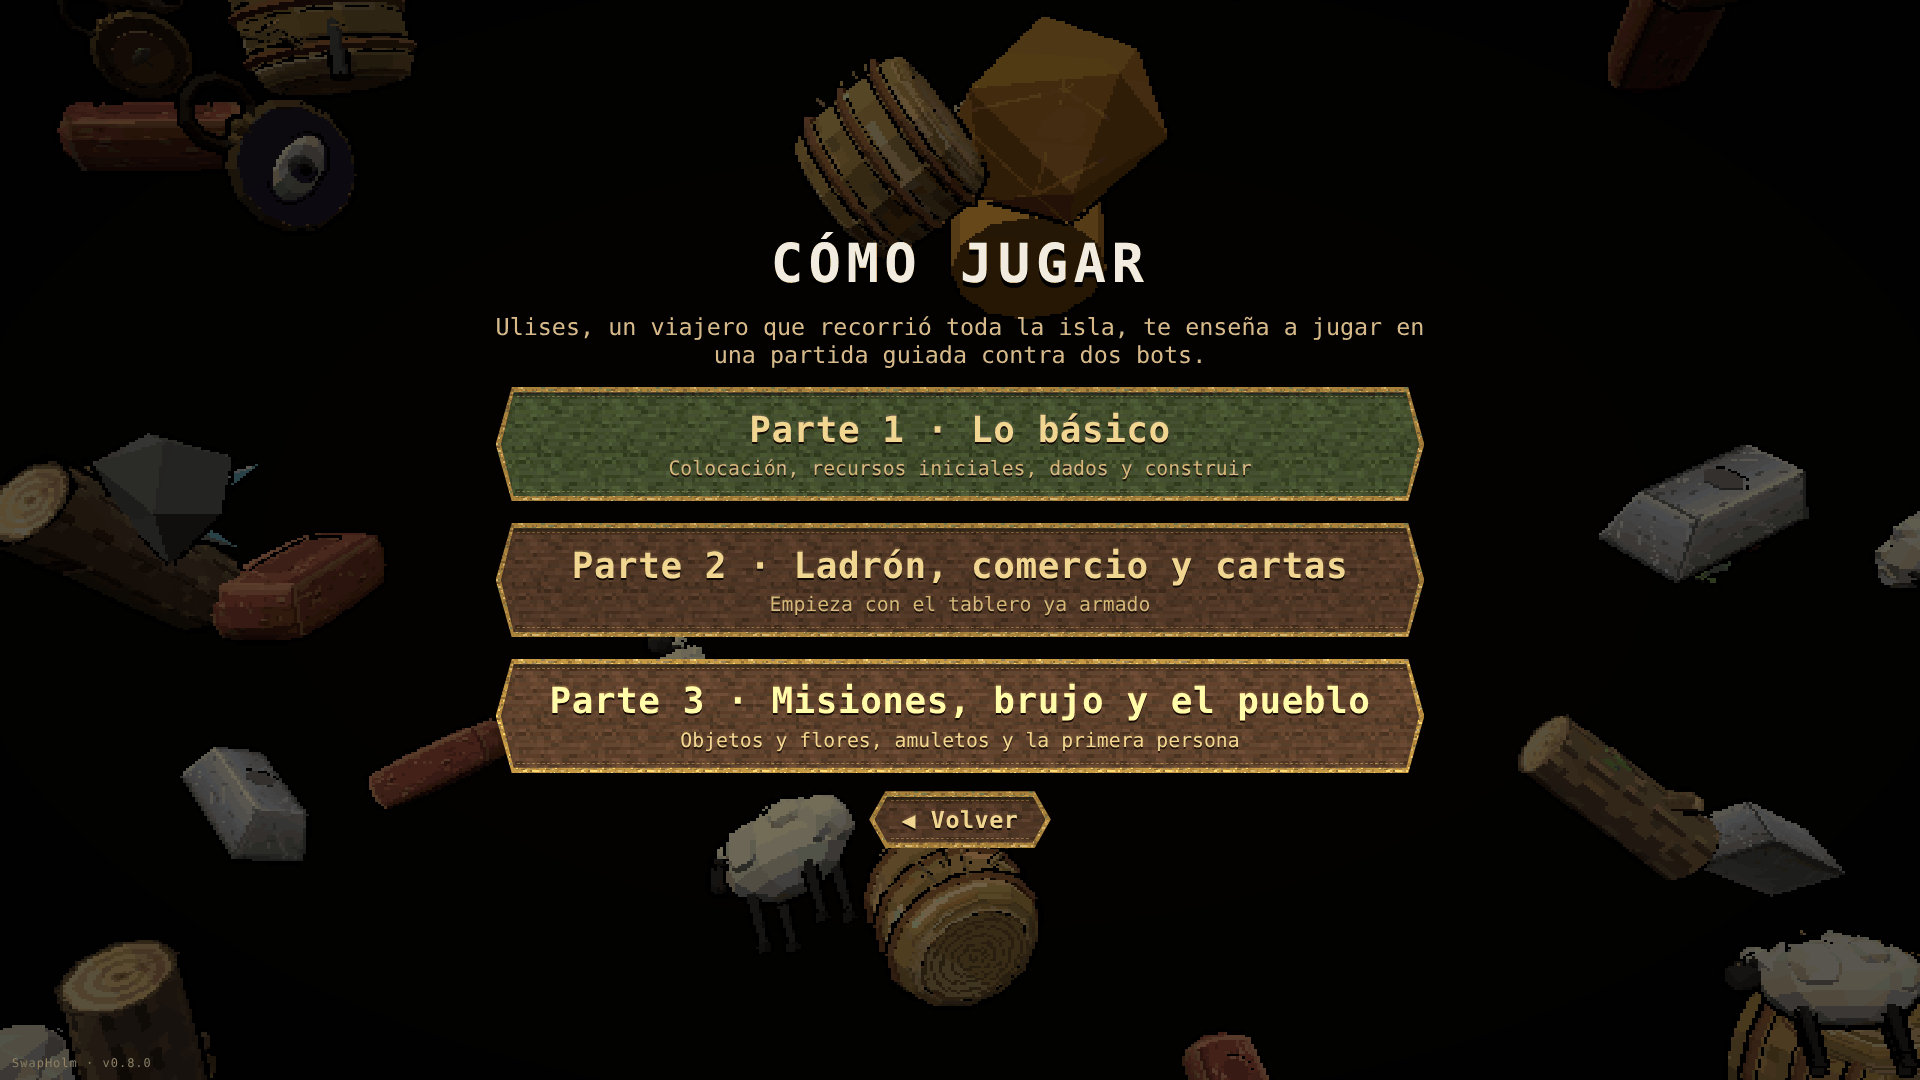 CÓMO JUGAR
Ulises, un viajero que recorrió toda la isla, te enseña a jugar en
una partida guiada contra dos bots.
Parte 1 · Lo básico
Colocación, recursos iniciales, dados y construir
Parte 2 · Ladrón, comercio y cartas
Empieza con el tablero ya armado
Parte 3 · Misiones, brujo y el pueblo
Objetos y flores, amuletos y la primera persona
◀ Volver
SwapHolm · v0.8.0